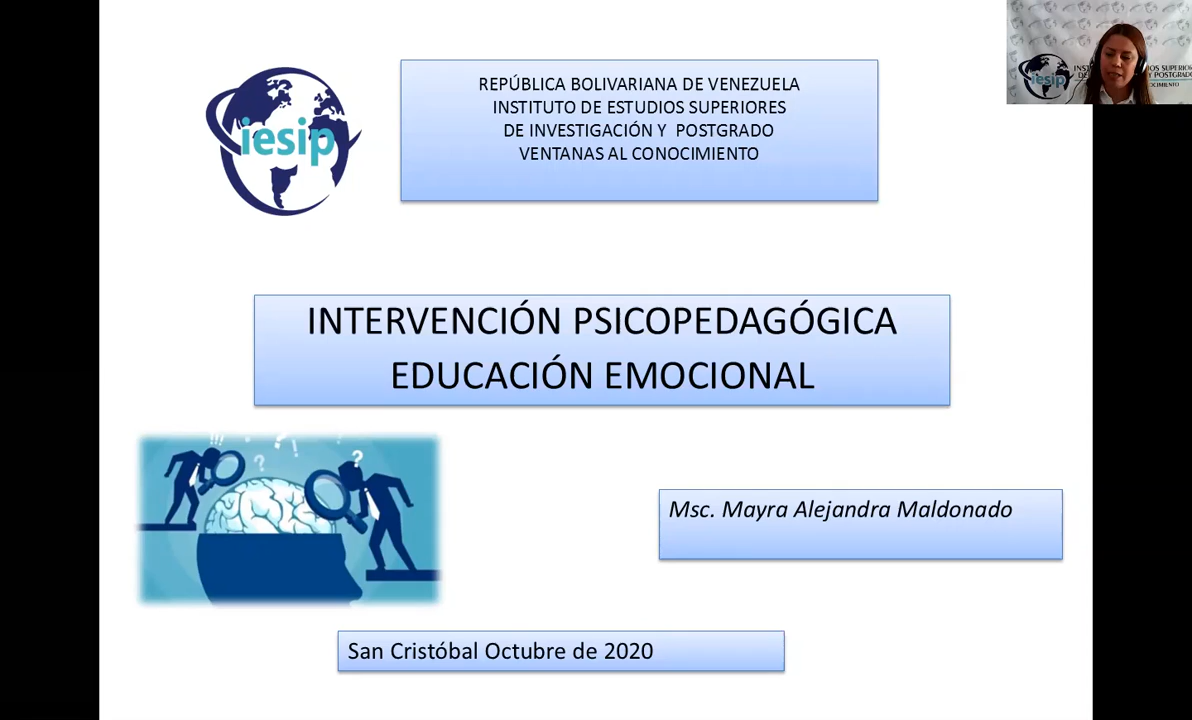 iesip
REPÚBLICA BOLIVARIANA DE VENEZUELA
INSTITUTO DE ESTUDIOS SUPERIORES
DE INVESTIGACIÓN Y POSTGRADO
VENTANAS AL CONOCIMIENTO
INTERVENCIÓN PSICOPEDAGÓGICA
EDUCACIÓN EMOCIONAL
Msc. Mayra Alejandra Maldonado
San Cristóbal Octubre de 2020
iesip